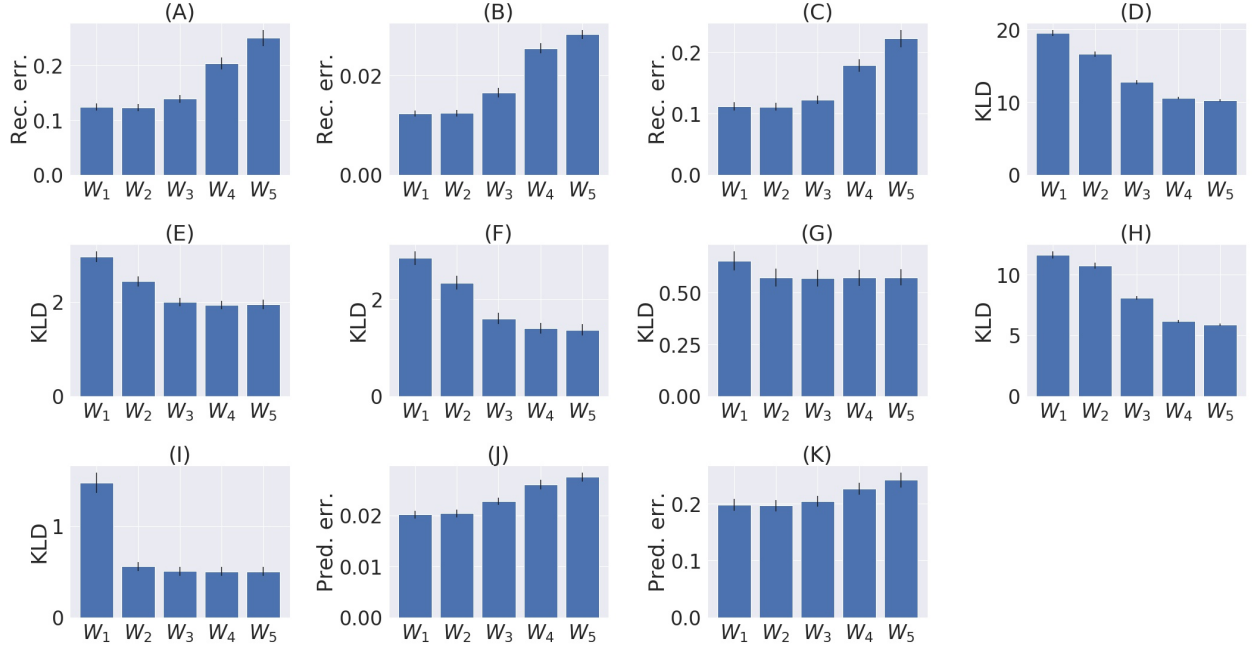 (A)
Rec. err.
0.2
0.1
0.0
W₁ W₂ W₃ W₄ W₅
(B)
Rec. err.
0.02
0.00
W₁ W₂ W₃ W₄ W₅
(C)
Rec. err.
0.2
0.1
0.0
W₁ W₂ W₃ W₄ W₅
(D)
KLD
20
10
0
W₁ W₂ W₃ W₄ W₅
(E)
KLD
2
0
W₁ W₂ W₃ W₄ W₅
(F)
KLD
2
0
W₁ W₂ W₃ W₄ W₅
(G)
KLD
0.50
0.25
0.00
W₁ W₂ W₃ W₄ W₅
(H)
KLD
10
5
0
W₁ W₂ W₃ W₄ W₅
(I)
KLD
1
0
W₁ W₂ W₃ W₄ W₅
(J)
Pred. err.
0.02
0.01
0.00
W₁ W₂ W₃ W₄ W₅
(K)
Pred. err.
0.2
0.1
0.0
W₁ W₂ W₃ W₄ W₅